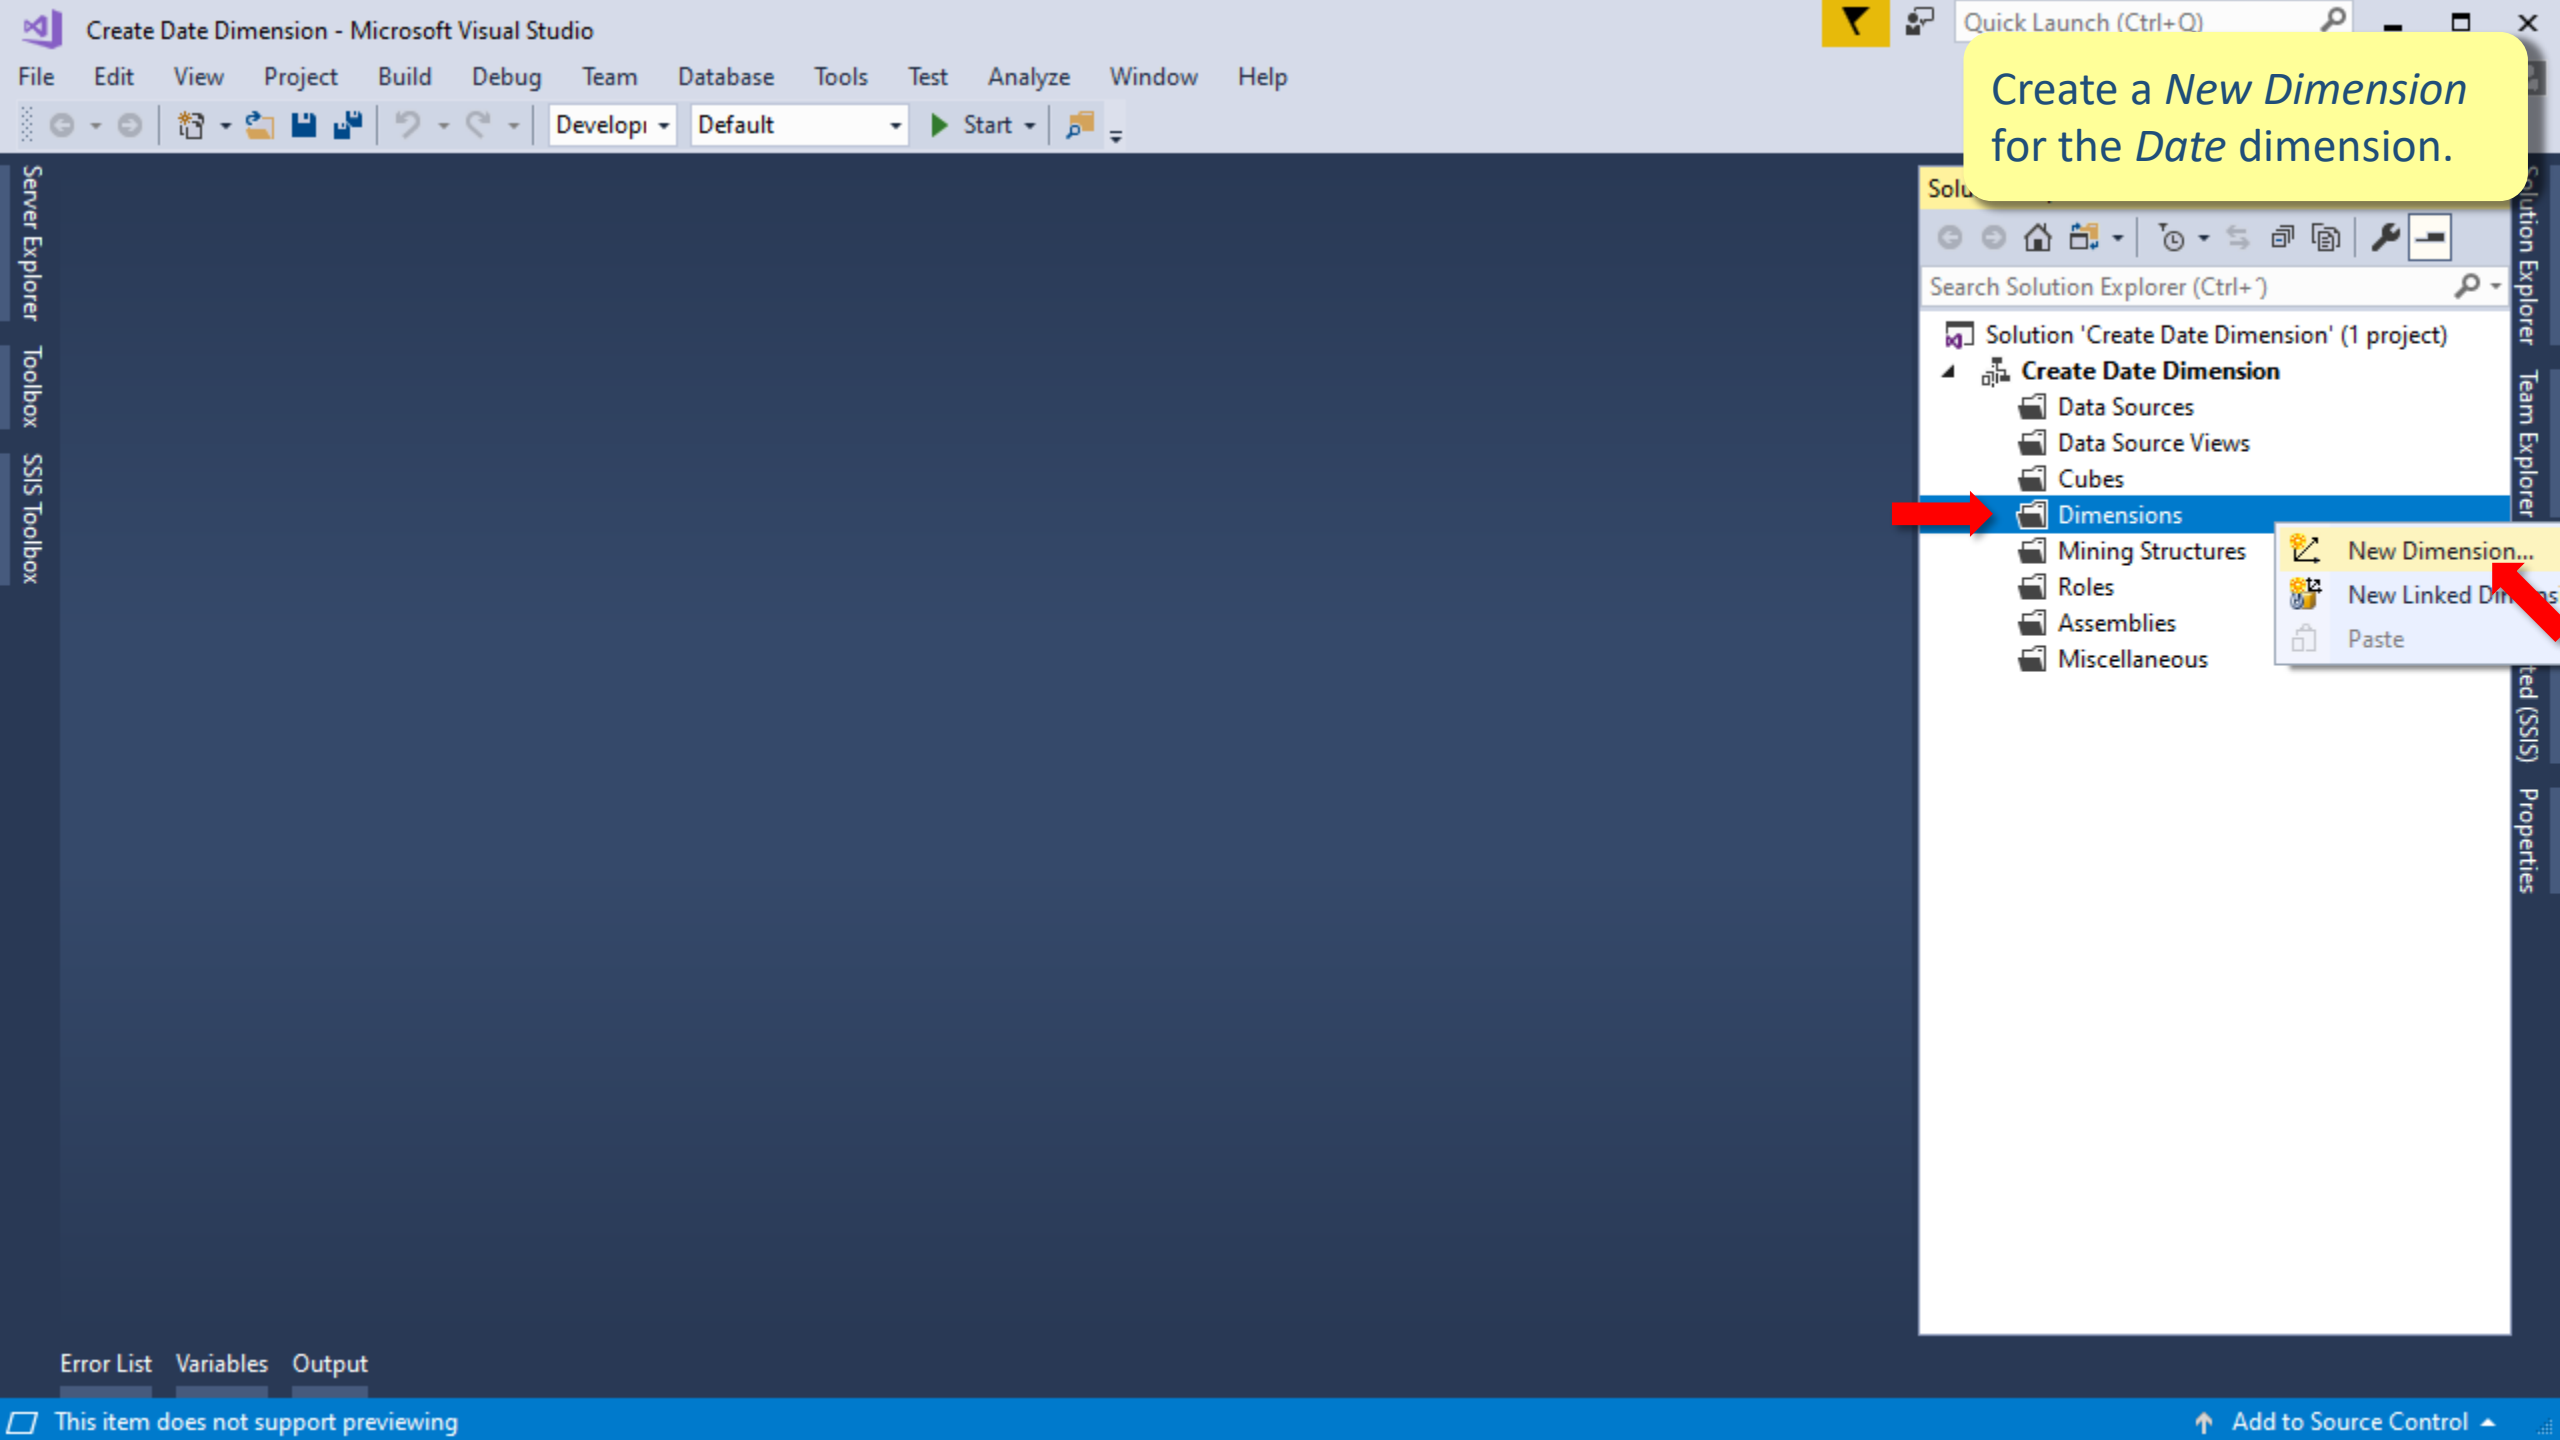 Create Date Dimension - Microsoft Visual Studio
Quick Launch (Ctrl+Q)
File Edit View Project Build Debug Team Database Tools Test Analyze Window Help
Create a New Dimension
for the Date dimension.
Default
Start
Server Explorer
Toolbox
SSIS Toolbox
Search Solution Explorer (Ctrl+´)
Solution 'Create Date Dimension' (1 project)
Create Date Dimension
Data Sources
Data Source Views
Cubes
Dimensions
Mining Structures
Roles
Assemblies
Miscellaneous
New Dimension...
New Linked
Paste
Explorer
Team Explorer
(SSIS)
Properties
Error List Variables Output
This item does not support previewing
Add to Source Control